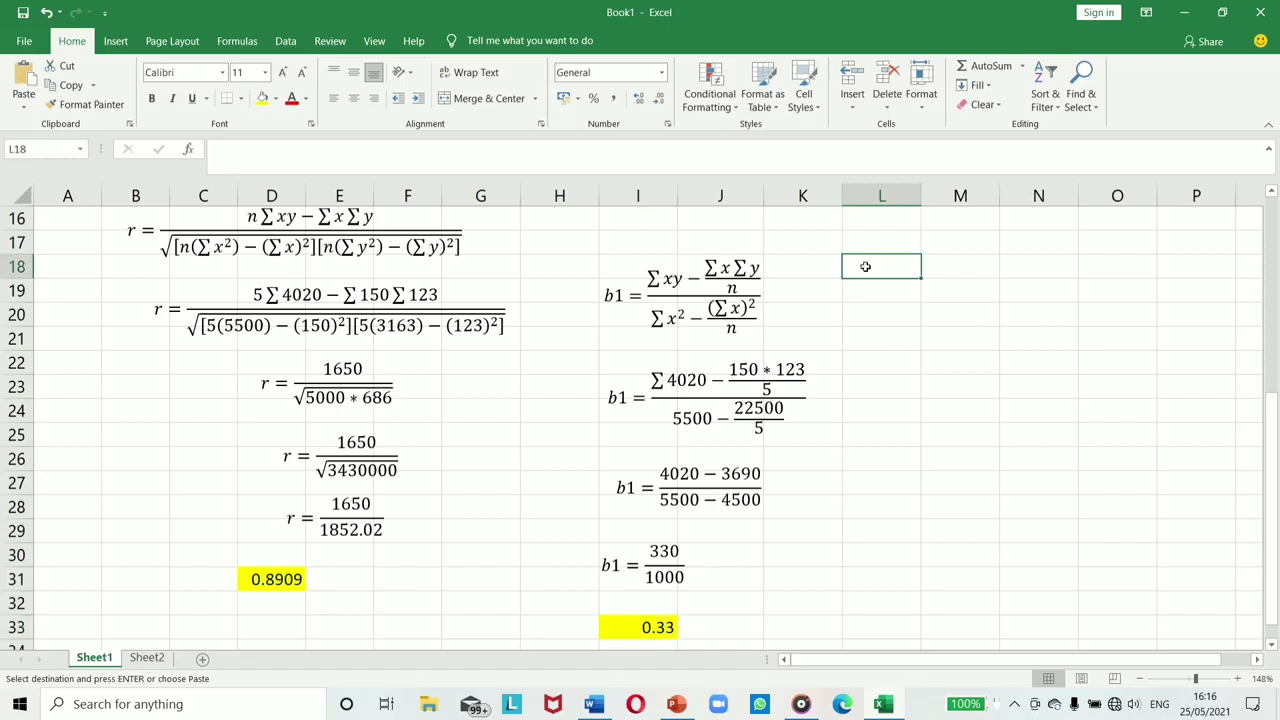 Book1 - Excel
Sign in
File Home Insert Page Layout Formulas Data Review View Help Tell me what you want to do Share
Paste Cut Calibri 11 Wrap Text General Conditional Formatting Format as Table Cell Styles Insert Delete Format AutoSum Sort & Filter Find & Select
Copy B I U A Merge & Center % , Fill
Format Painter Clear
Clipboard Font Alignment Number Styles Cells Editing
L18 fx
A B C D E F G H I J K L M N O P
16 r = n ∑ xy − ∑ x ∑ y
17 √[n(∑ x²) − (∑ x)²][n(∑ y²) − (∑ y)²]
18 b1 = ∑ xy − ∑ x ∑ y / n
19 r = 5 ∑ 4020 − ∑ 150 ∑ 123
20 √[5(5500) − (150)²][5(3163) − (123)²] ∑ x² − (∑ x)² / n
21
22 r = 1650 b1 = ∑ 4020 − 150 ∗ 123 / 5
23 √5000 ∗ 686
24 5500 − 22500 / 5
25
26 r = 1650
27 √3430000 b1 = 4020 − 3690
28 r = 1650 5500 − 4500
29 1852.02
30 b1 = 330
31 0.8909 1000
32
33 0.33
Sheet1 Sheet2
Select destination and press ENTER or choose Paste 148%
Search for anything 99+ 100% ENG 16:16
25/05/2021